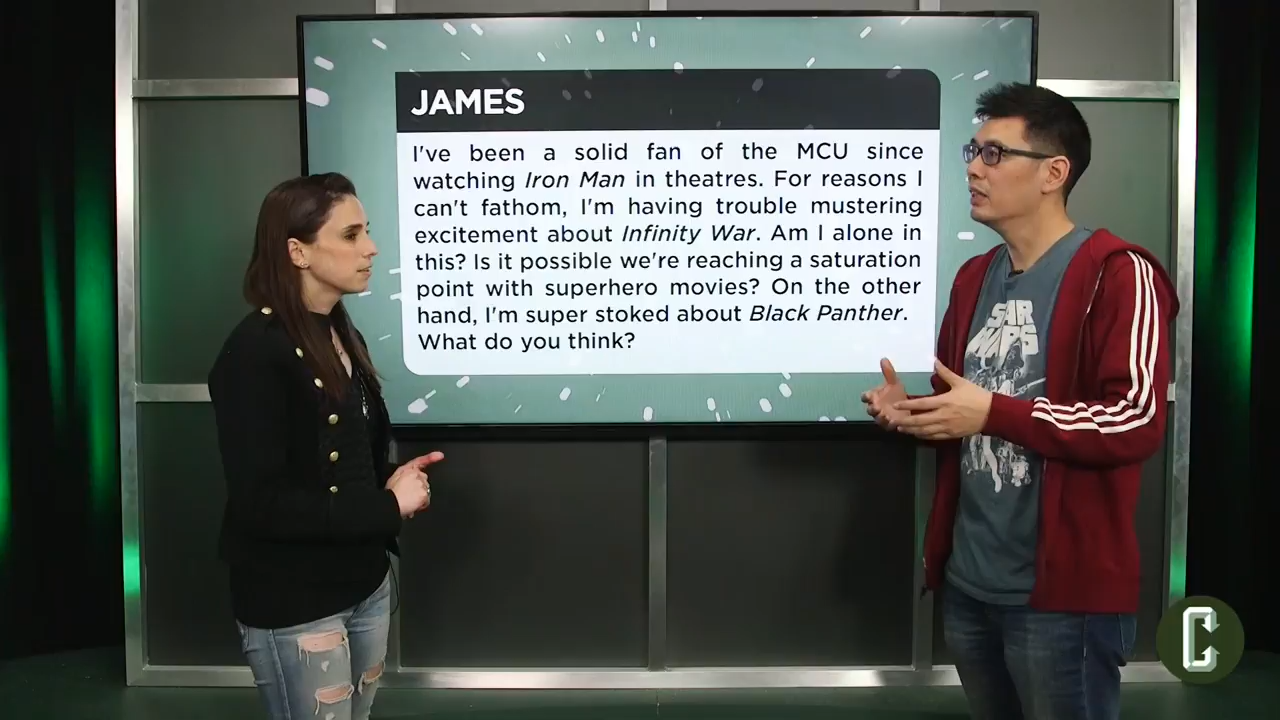 JAMES
I've been a solid fan of the MCU since
watching Iron Man in theatres. For reasons I
can't fathom, I'm having trouble mustering
excitement about Infinity War. Am I alone in
this? Is it possible we're reaching a saturation
point with superhero movies? On the other
hand, I'm super stoked about Black Panther.
What do you think?
STAR
WARS
C